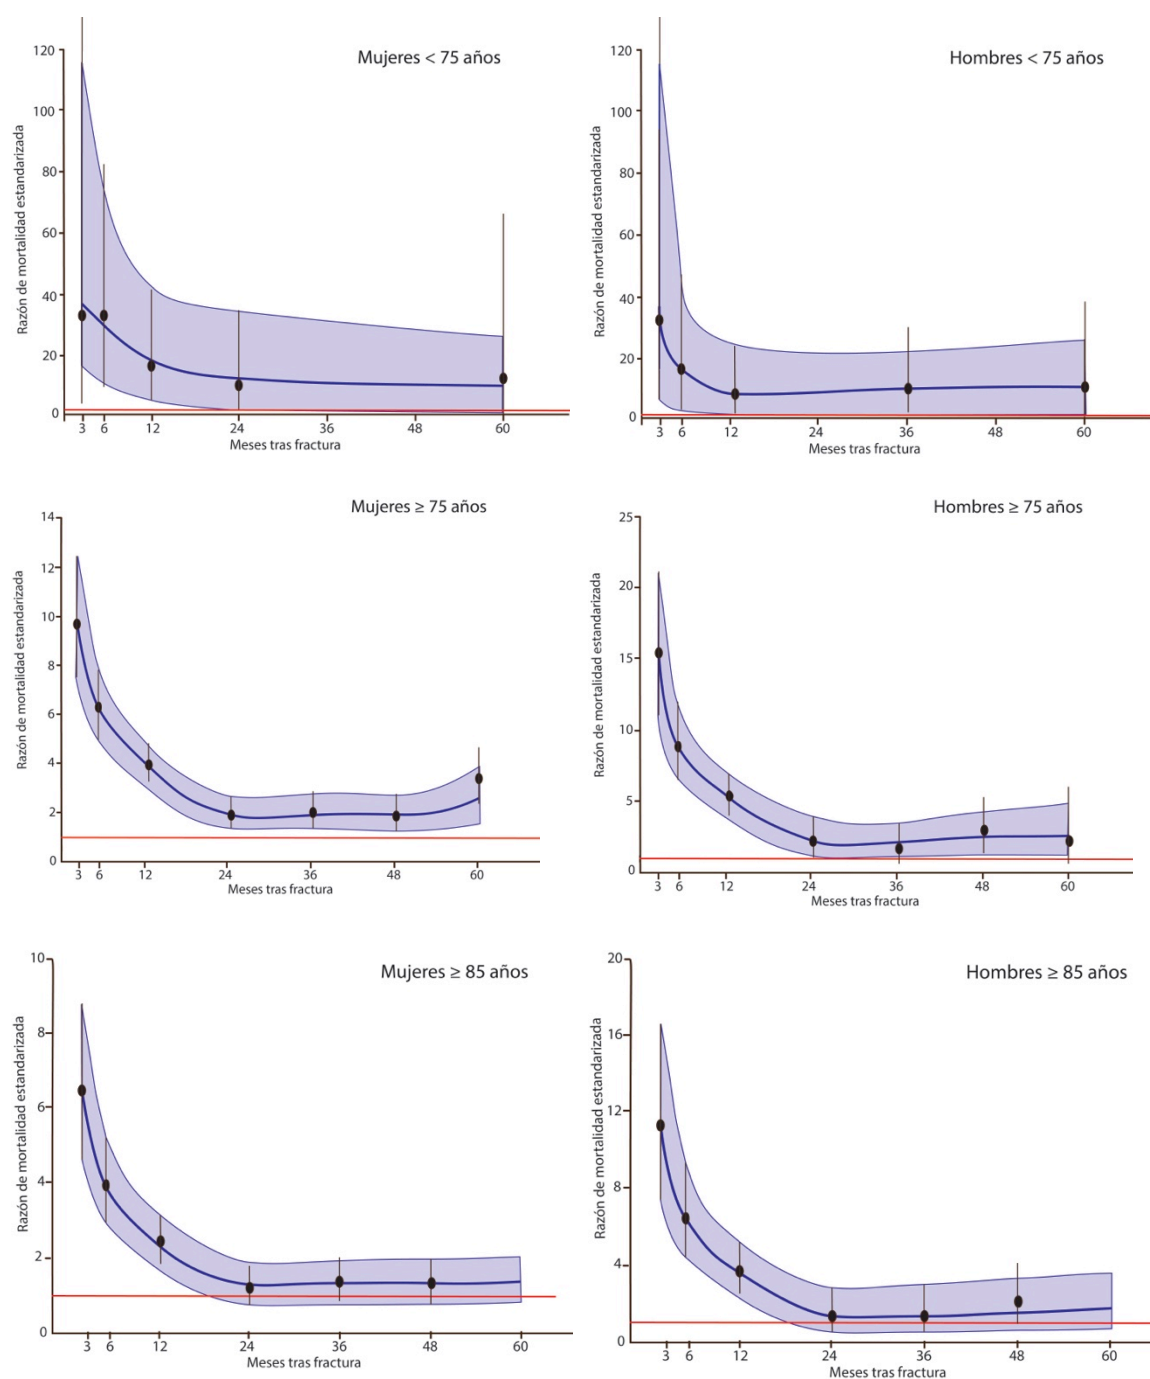 Mujeres < 75 años
Razón de mortalidad estandarizada
120
100
80
60
40
20
0
3 6 12 24 36 48 60
Meses tras fractura
Hombres < 75 años
Razón de mortalidad estandarizada
120
100
80
60
40
20
0
3 6 12 24 36 48 60
Meses tras fractura
Mujeres ≥ 75 años
Razón de mortalidad estandarizada
14
12
10
8
6
4
2
0
3 6 12 24 36 48 60
Meses tras fractura
Hombres ≥ 75 años
Razón de mortalidad estandarizada
25
20
15
10
5
0
3 6 12 24 36 48 60
Meses tras fractura
Mujeres ≥ 85 años
Razón de mortalidad estandarizada
10
8
6
4
2
0
3 6 12 24 36 48 60
Meses tras fractura
Hombres ≥ 85 años
Razón de mortalidad estandarizada
20
16
12
8
4
0
3 6 12 24 36 48 60
Meses tras fractura